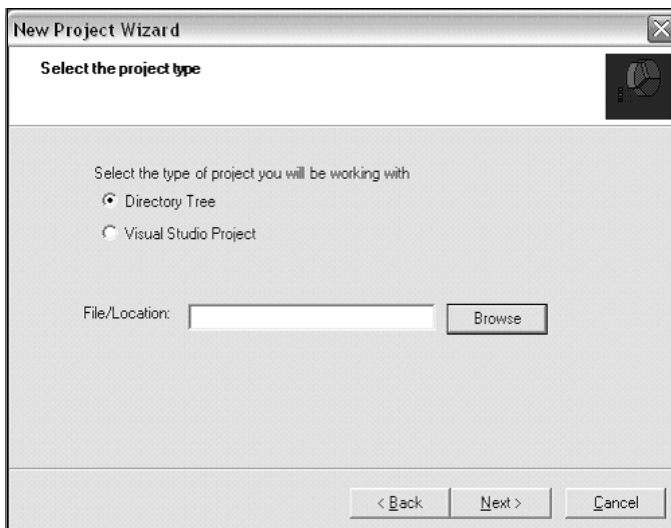 New Project Wizard
Select the project type
Select the type of project you will be working with
Directory Tree
Visual Studio Project
File/Location:
Browse
< Back
Next >
Cancel